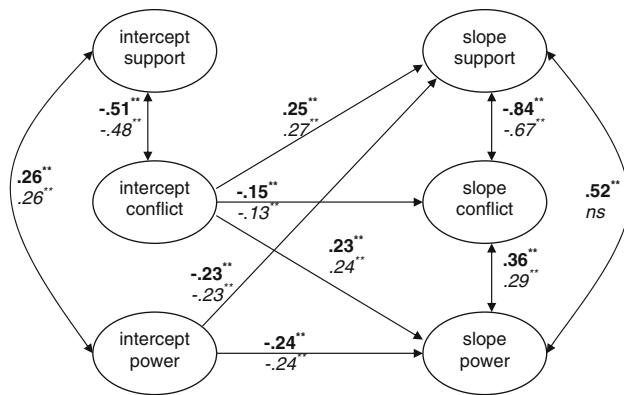 intercept
support
slope
support
-.51**
-.48**
.25**
.27**
-.84**
-.67**
.26**
.26**
intercept
conflict
-.15**
-.13**
slope
conflict
.52**
ns
.23**
.24**
-.23**
-.23**
.36**
.29**
intercept
power
-.24**
-.24**
slope
power